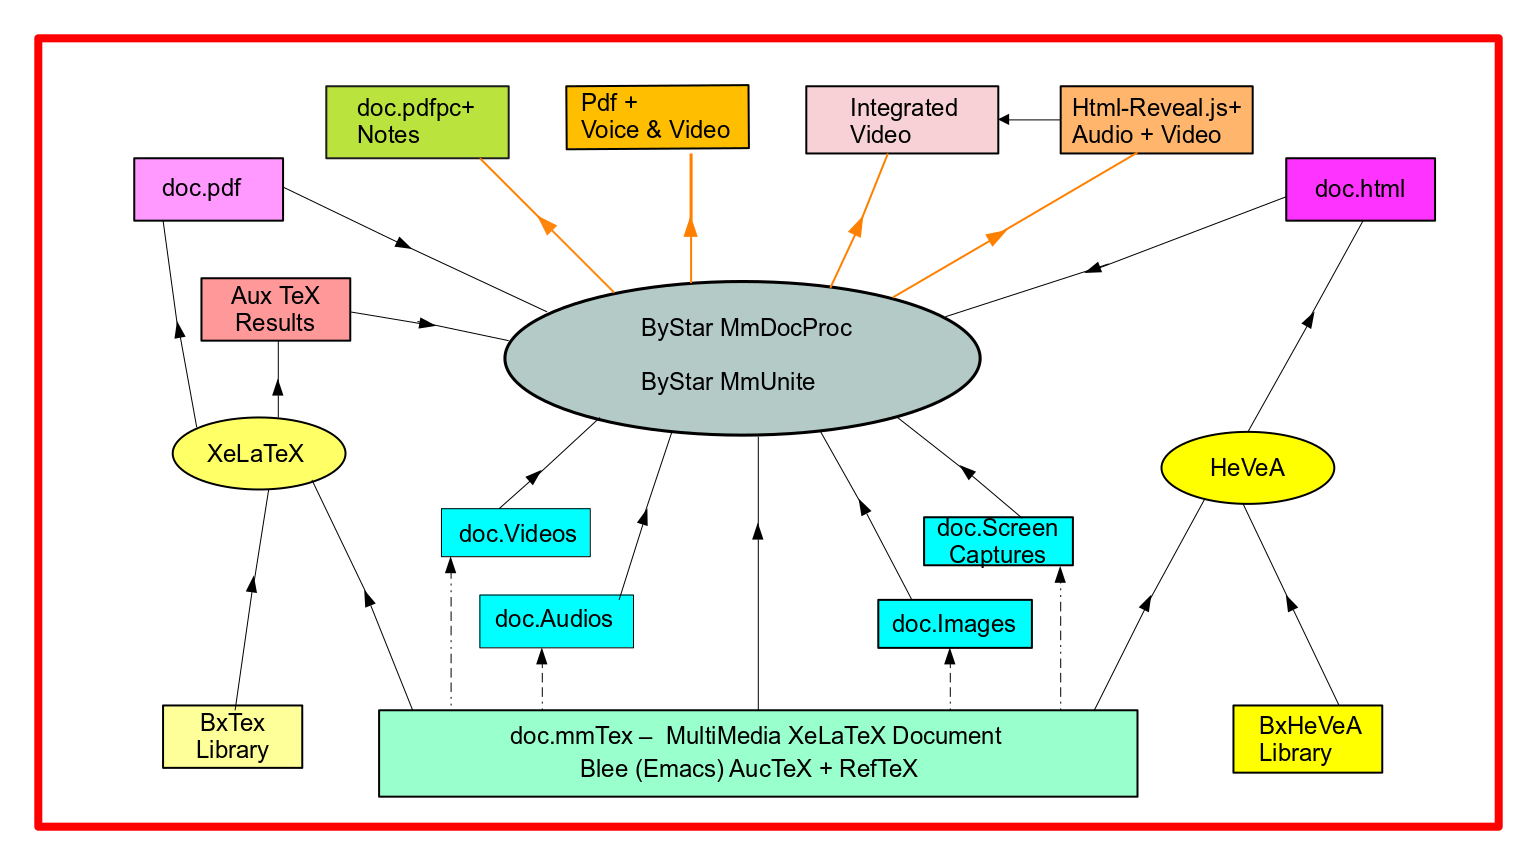 doc.pdfpc+
Notes
Pdf +
Voice & Video
Integrated
Video
Html-Reveal.js+
Audio + Video
doc.pdf
doc.html
Aux TeX
Results
ByStar MmDocProc
ByStar MmUnite
XeLaTeX
HeVeA
doc.Videos
doc.Screen
Captures
doc.Audios
doc.Images
BxTex
Library
doc.mmTex –  MultiMedia XeLaTeX Document
Blee (Emacs) AucTeX + RefTeX
BxHeVeA
Library